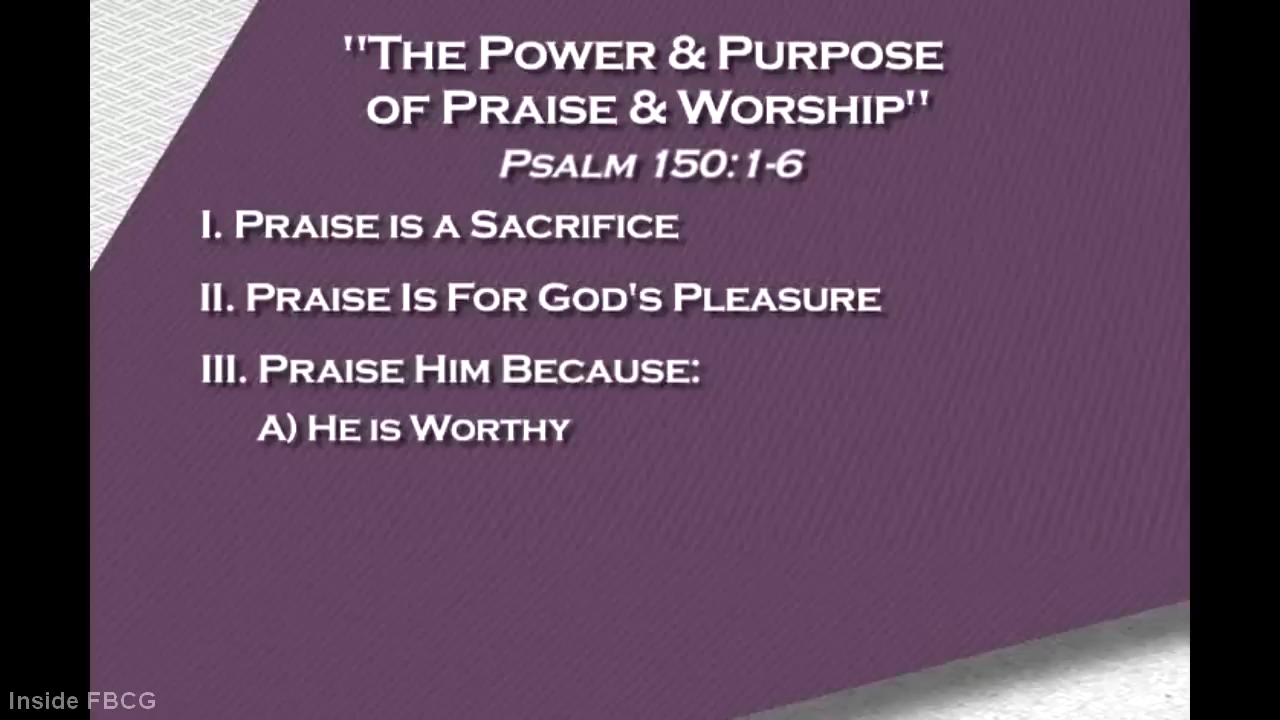 "The Power & Purpose
of Praise & Worship"
Psalm 150:1-6
I. Praise is a Sacrifice
II. Praise Is For God's Pleasure
III. Praise Him Because:
A) He is Worthy
Inside FBCG